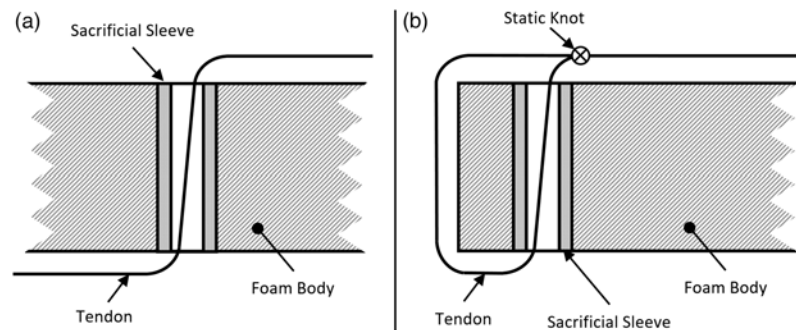 (a)
Sacrificial Sleeve
Foam Body
Tendon
(b)
Static Knot
Foam Body
Tendon
Sacrificial Sleeve